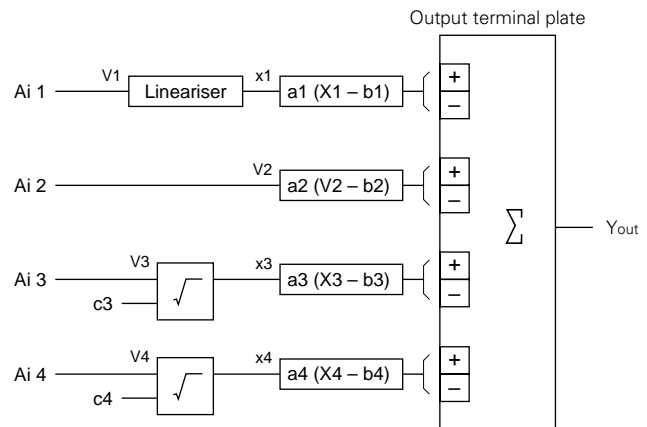 Output terminal plate
Ai 1 V1 Lineariser x1 a1 (X1 – b1) + –
Ai 2 V2 a2 (V2 – b2) + –
∑ Yout
Ai 3 V3 √ x3 a3 (X3 – b3) + –
c3
Ai 4 V4 √ x4 a4 (X4 – b4) + –
c4